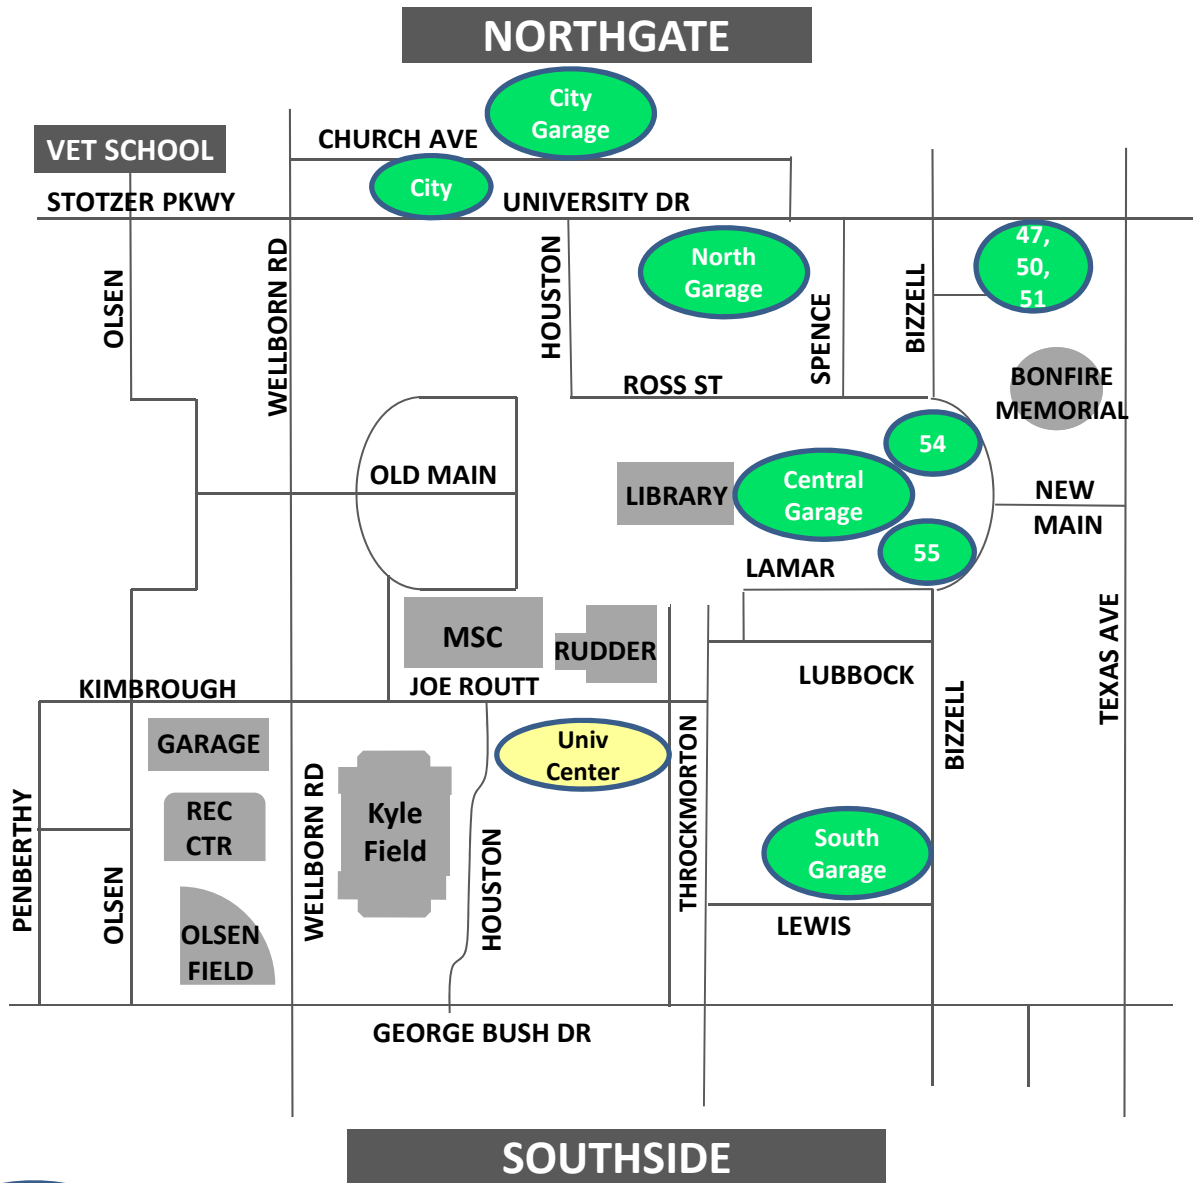 NORTHGATE
City
Garage
CHURCH AVE
VET SCHOOL
City
STOTZER PKWY
UNIVERSITY DR
OLSEN
WELLBORN RD
HOUSTON
North
Garage
SPENCE
BIZZELL
47,
50,
51
ROSS ST
BONFIRE
MEMORIAL
54
OLD MAIN
LIBRARY
Central
Garage
NEW
MAIN
55
LAMAR
MSC
RUDDER
LUBBOCK
TEXAS AVE
KIMBROUGH
JOE ROUTT
BIZZELL
GARAGE
Univ
Center
THROCKMORTON
REC
CTR
WELLBORN RD
Kyle
Field
HOUSTON
South
Garage
PENBERTHY
OLSEN
OLSEN
FIELD
LEWIS
GEORGE BUSH DR
SOUTHSIDE